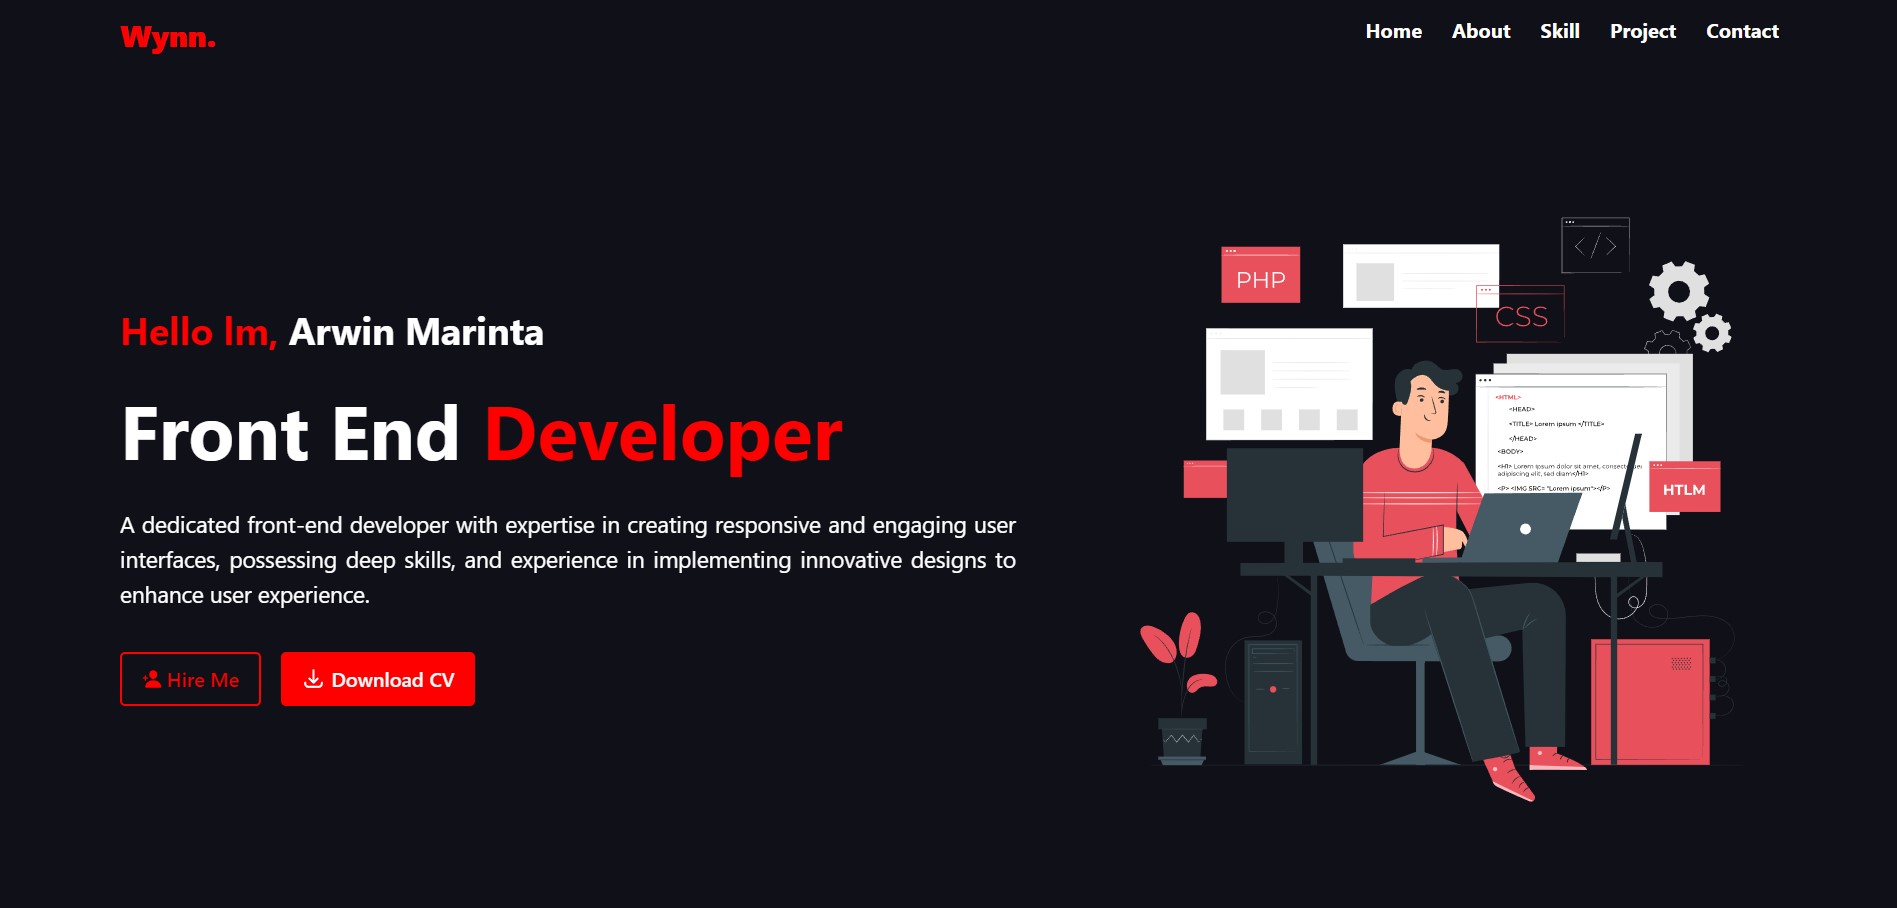 Wynn.
Home About Skill Project Contact
Hello Im, Arwin Marinta
Front End Developer
A dedicated front-end developer with expertise in creating responsive and engaging user
interfaces, possessing deep skills, and experience in implementing innovative designs to
enhance user experience.
Hire Me
Download CV
</>
PHP
CSS
<HTML>
<HEAD>
<TITLE> Lorem ipsum </TITLE>
</HEAD>
<BODY>
<H1> Lorem ipsum dolor sit amet,
adipiscing elit, sed diam</H1>
<P> <IMG SRC= "Lorem ipsum"></P>
HTLM